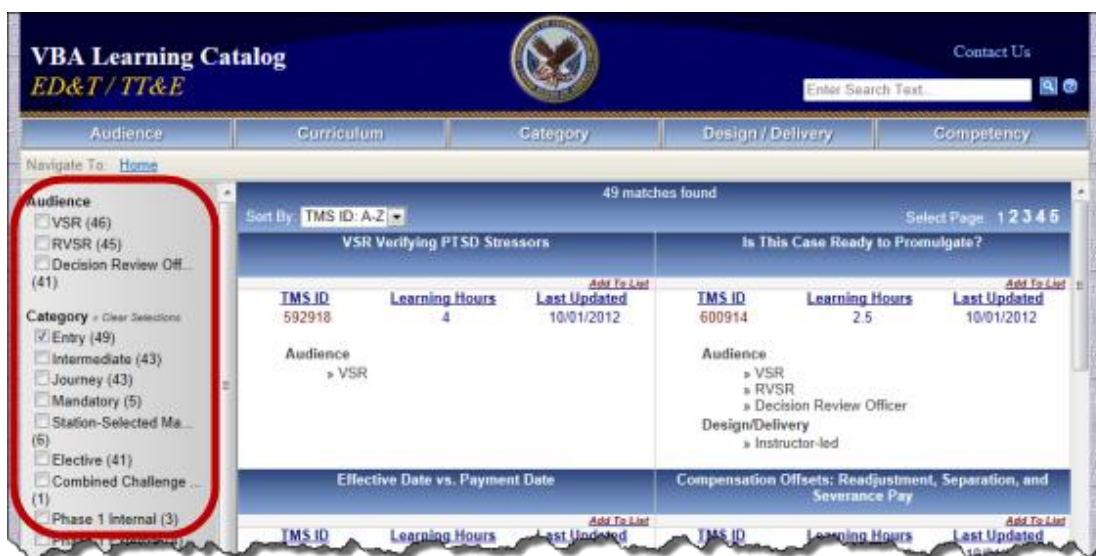 VBA Learning Catalog
ED&T / TT&E
Contact Us
Enter Search Text...
Audience Curriculum Category Design / Delivery Competency
Navigate To: Home
Audience
VSR (46)
RVSR (45)
Decision Review Off...
(41)
Category » Clear Selections
Entry (49)
Intermediate (43)
Journey (43)
Mandatory (5)
Station-Selected Ma...
(6)
Elective (41)
Combined Challenge ...
(1)
Phase 1 Internal (3)
49 matches found
Sort By: TMS ID: A-Z Select Page: 1 2 3 4 5
VSR Verifying PTSD Stressors
Add To List
TMS ID Learning Hours Last Updated
592918 4 10/01/2012
Audience
» VSR
Is This Case Ready to Promulgate?
Add To List
TMS ID Learning Hours Last Updated
600914 2.5 10/01/2012
Audience
» VSR
» RVSR
» Decision Review Officer
Design/Delivery
» Instructor-led
Effective Date vs. Payment Date
Add To List
TMS ID Learning Hours Last Updated
Compensation Offsets: Readjustment, Separation, and
Severance Pay
Add To List
TMS ID Learning Hours Last Updated